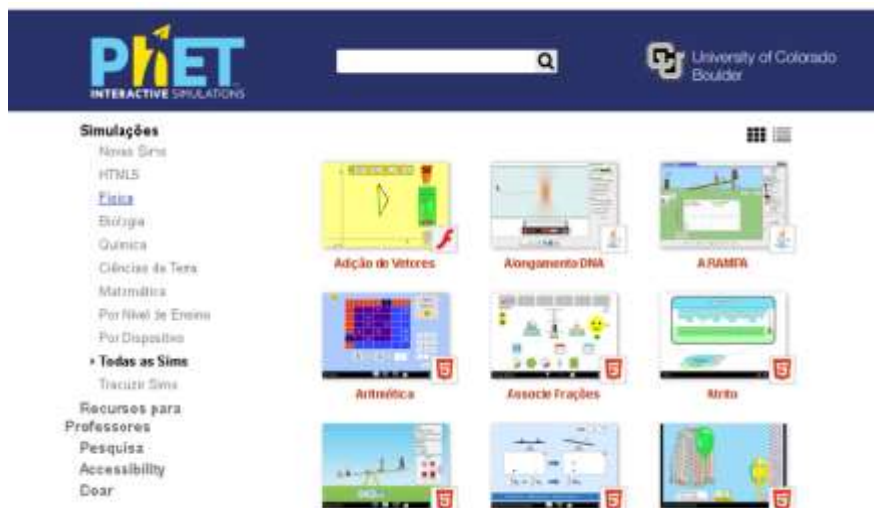 PhET
INTERACTIVE SIMULATIONS
University of Colorado
Boulder
Simulações
Novas Sims
HTML5
Física
Biologia
Química
Ciências da Terra
Matemática
Por Nível de Ensino
Por Dispositivo
Todas as Sims
Traduzir Sims
Recursos para
Professores
Pesquisa
Accessibility
Doar
Adição de Vetores
Alongamento DNA
A RAMPA
Aritmética
Associe Frações
Atrito